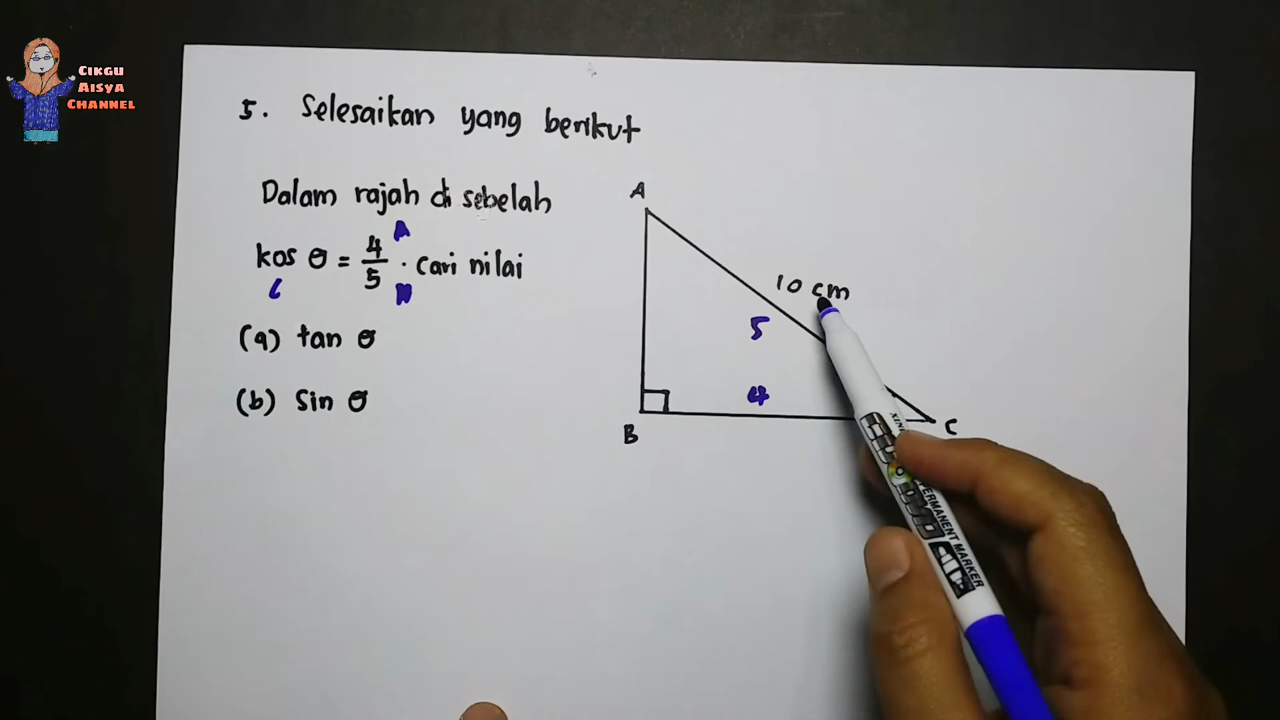 Cikgu
Aisya
Channel
5. Selesaikan yang berikut
Dalam rajah di sebelah
A
kos θ = 4/5 . cari nilai
C H
(a) tan θ
(b) sin θ
A
10 cm
5
4
B
C
PERMANENT MARKER